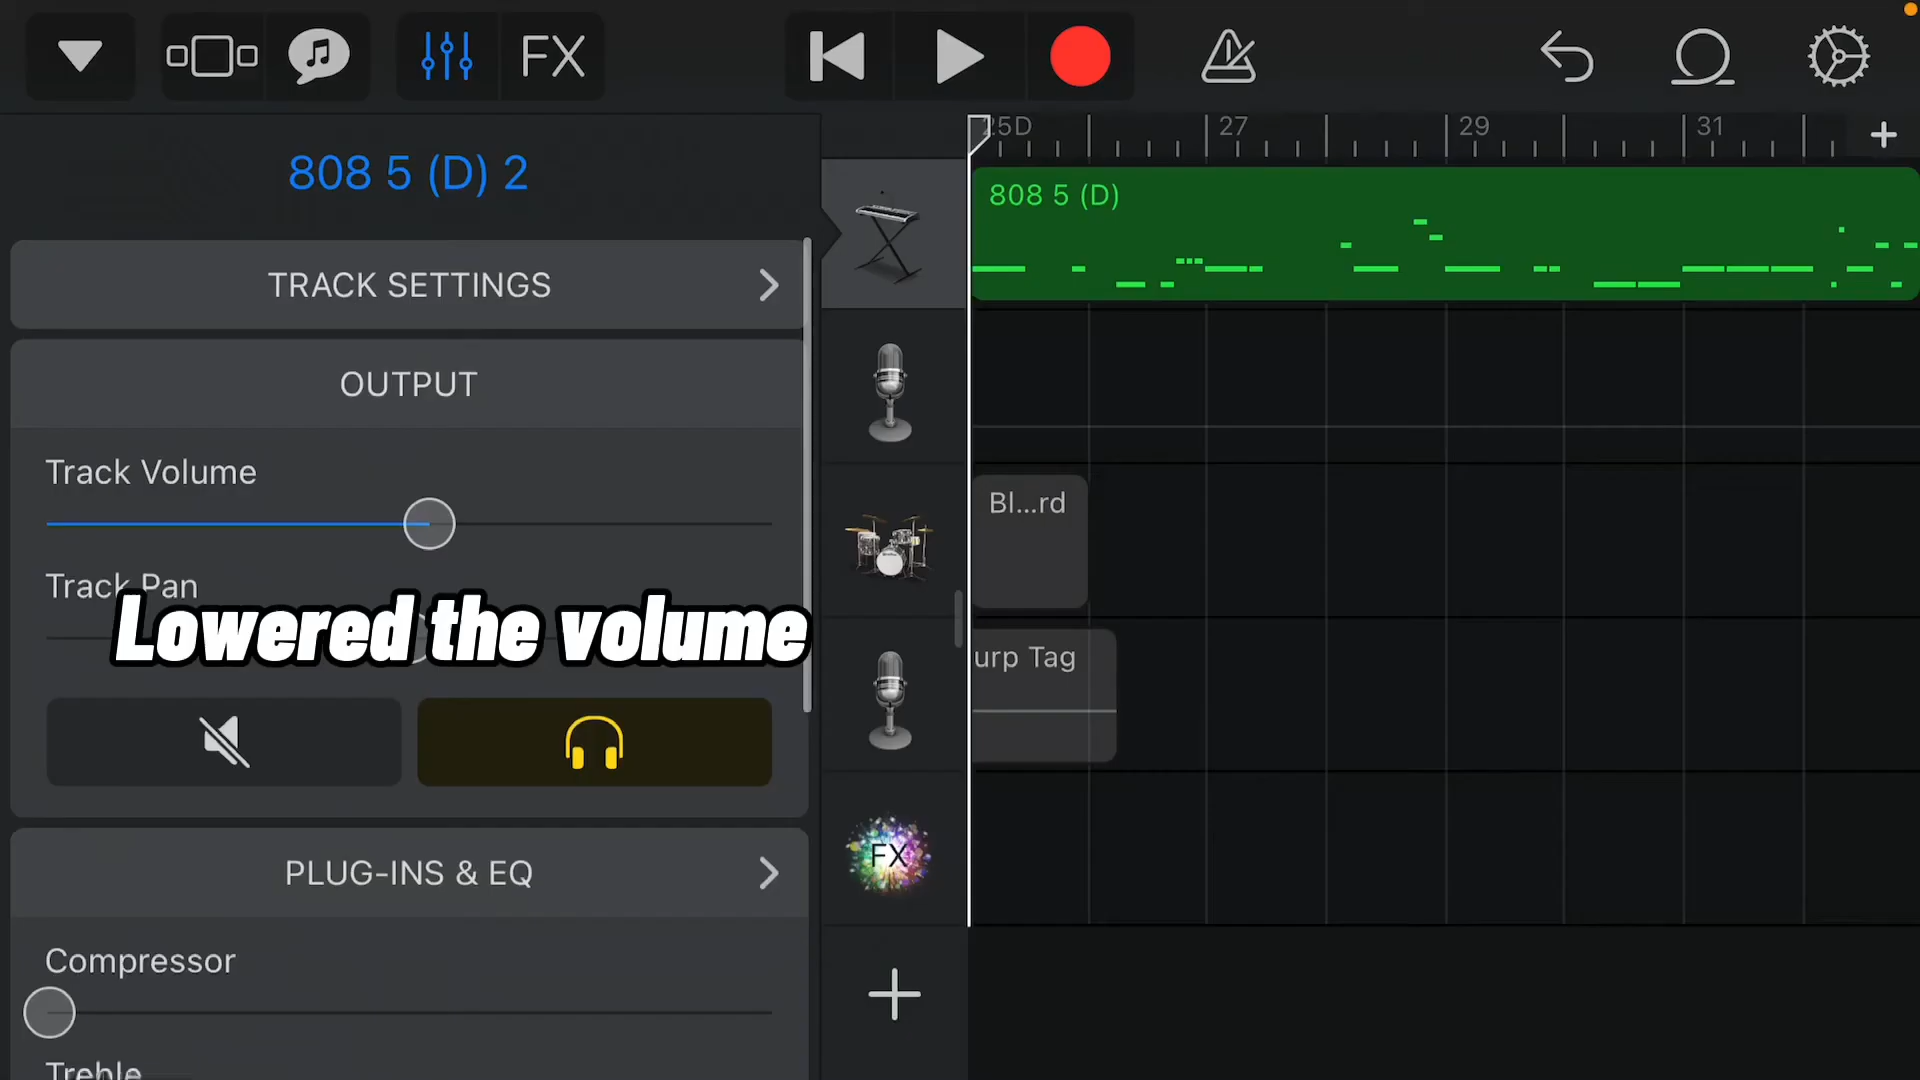 FX
25D
27
29
31
808 5 (D) 2
808 5 (D)
TRACK SETTINGS
OUTPUT
Track Volume
Bl...rd
Track Pan
Lowered the volume
urp Tag
PLUG-INS & EQ
FX
Compressor
Treble